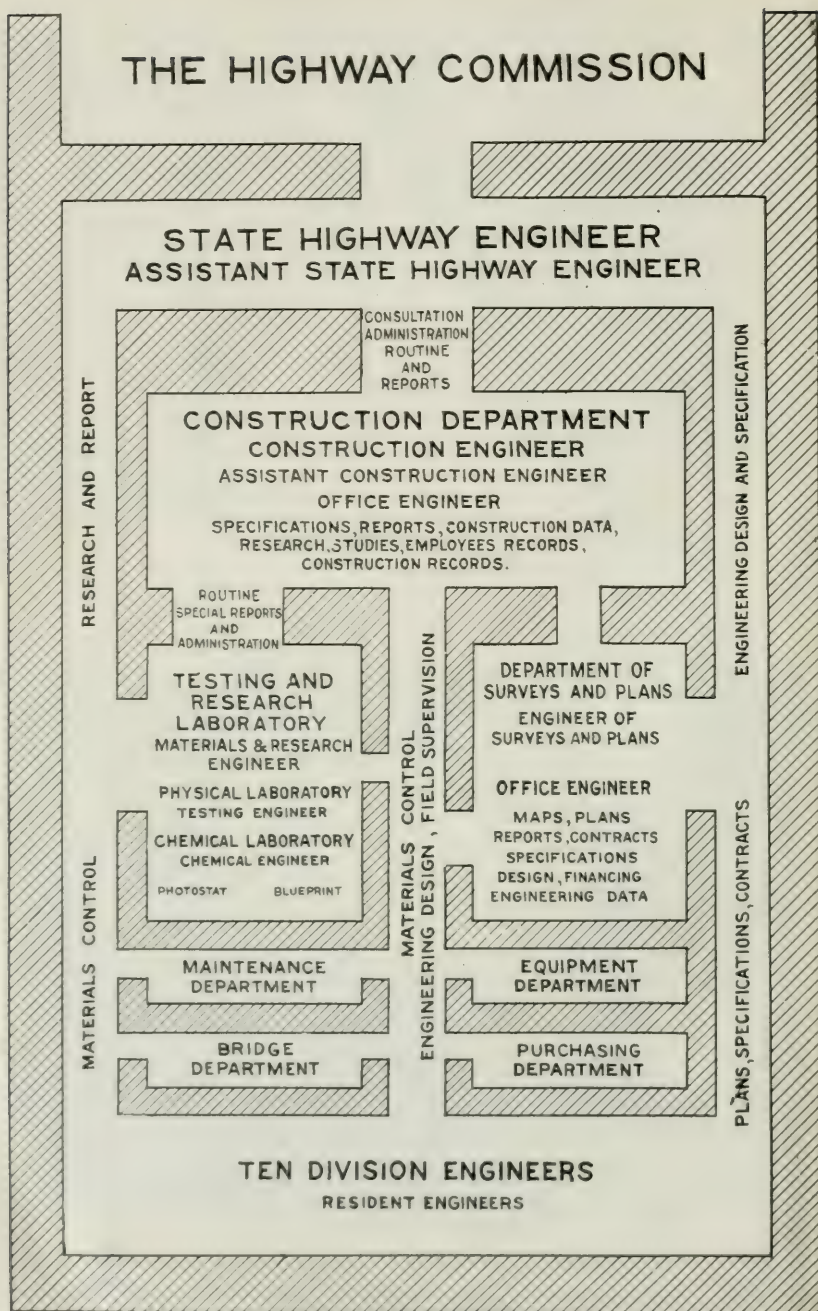 THE HIGHWAY COMMISSION
STATE HIGHWAY ENGINEER
ASSISTANT STATE HIGHWAY ENGINEER
CONSULTATION
ADMINISTRATION
ROUTINE
AND
REPORTS
RESEARCH AND REPORT
ENGINEERING DESIGN AND SPECIFICATION
CONSTRUCTION DEPARTMENT
CONSTRUCTION ENGINEER
ASSISTANT CONSTRUCTION ENGINEER
OFFICE ENGINEER
SPECIFICATIONS, REPORTS, CONSTRUCTION DATA,
RESEARCH, STUDIES, EMPLOYEES RECORDS,
CONSTRUCTION RECORDS.
ROUTINE
SPECIAL REPORTS
AND
ADMINISTRATION
TESTING AND
RESEARCH
LABORATORY
MATERIALS & RESEARCH
ENGINEER
PHYSICAL LABORATORY
TESTING ENGINEER
CHEMICAL LABORATORY
CHEMICAL ENGINEER
PHOTOSTAT BLUEPRINT
MATERIALS CONTROL
ENGINEERING DESIGN, FIELD SUPERVISION
DEPARTMENT OF
SURVEYS AND PLANS
ENGINEER OF
SURVEYS AND PLANS
OFFICE ENGINEER
MAPS, PLANS
REPORTS, CONTRACTS
SPECIFICATIONS
DESIGN, FINANCING
ENGINEERING DATA
MATERIALS CONTROL
PLANS, SPECIFICATIONS, CONTRACTS
MAINTENANCE
DEPARTMENT
EQUIPMENT
DEPARTMENT
BRIDGE
DEPARTMENT
PURCHASING
DEPARTMENT
TEN DIVISION ENGINEERS
RESIDENT ENGINEERS